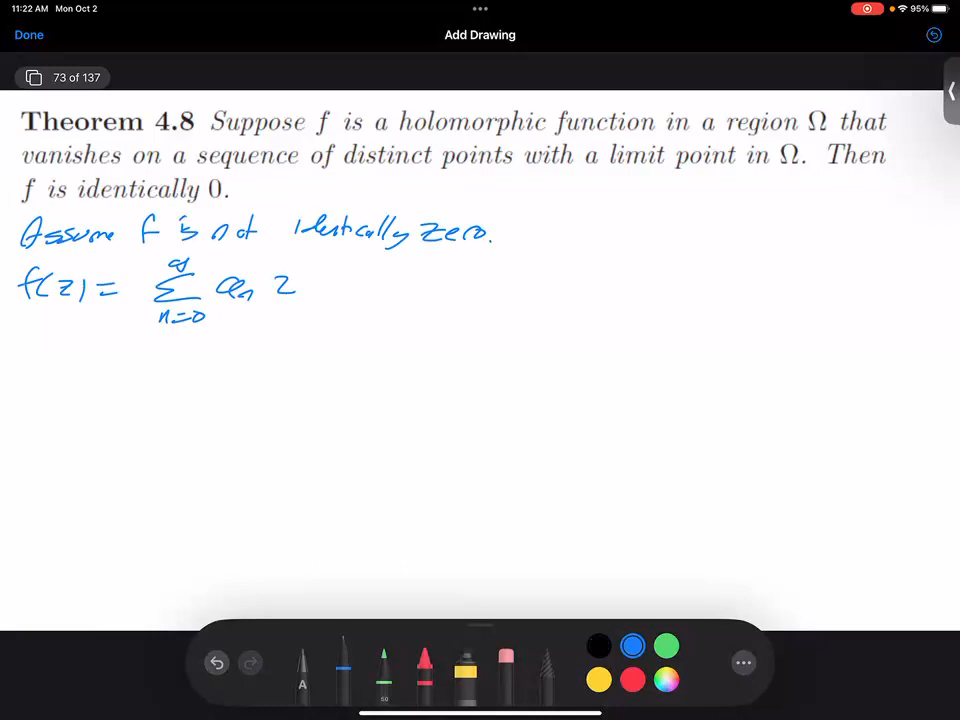 11:22 AM Mon Oct 2
95%
Done
Add Drawing
73 of 137
Theorem 4.8 Suppose f is a holomorphic function in a region Ω that
vanishes on a sequence of distinct points with a limit point in Ω. Then
f is identically 0.
Assume f is not identically zero.
f(z) = ∑_{n=0}^{∞} a_n z
A
50